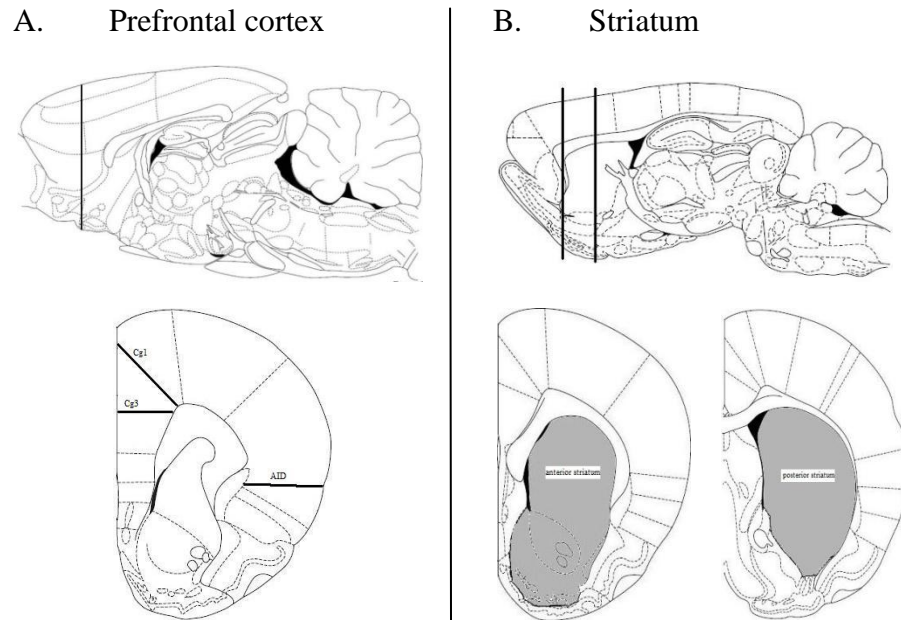 A. Prefrontal cortex
B. Striatum
Cg1
Cg3
AID
anterior striatum
posterior striatum